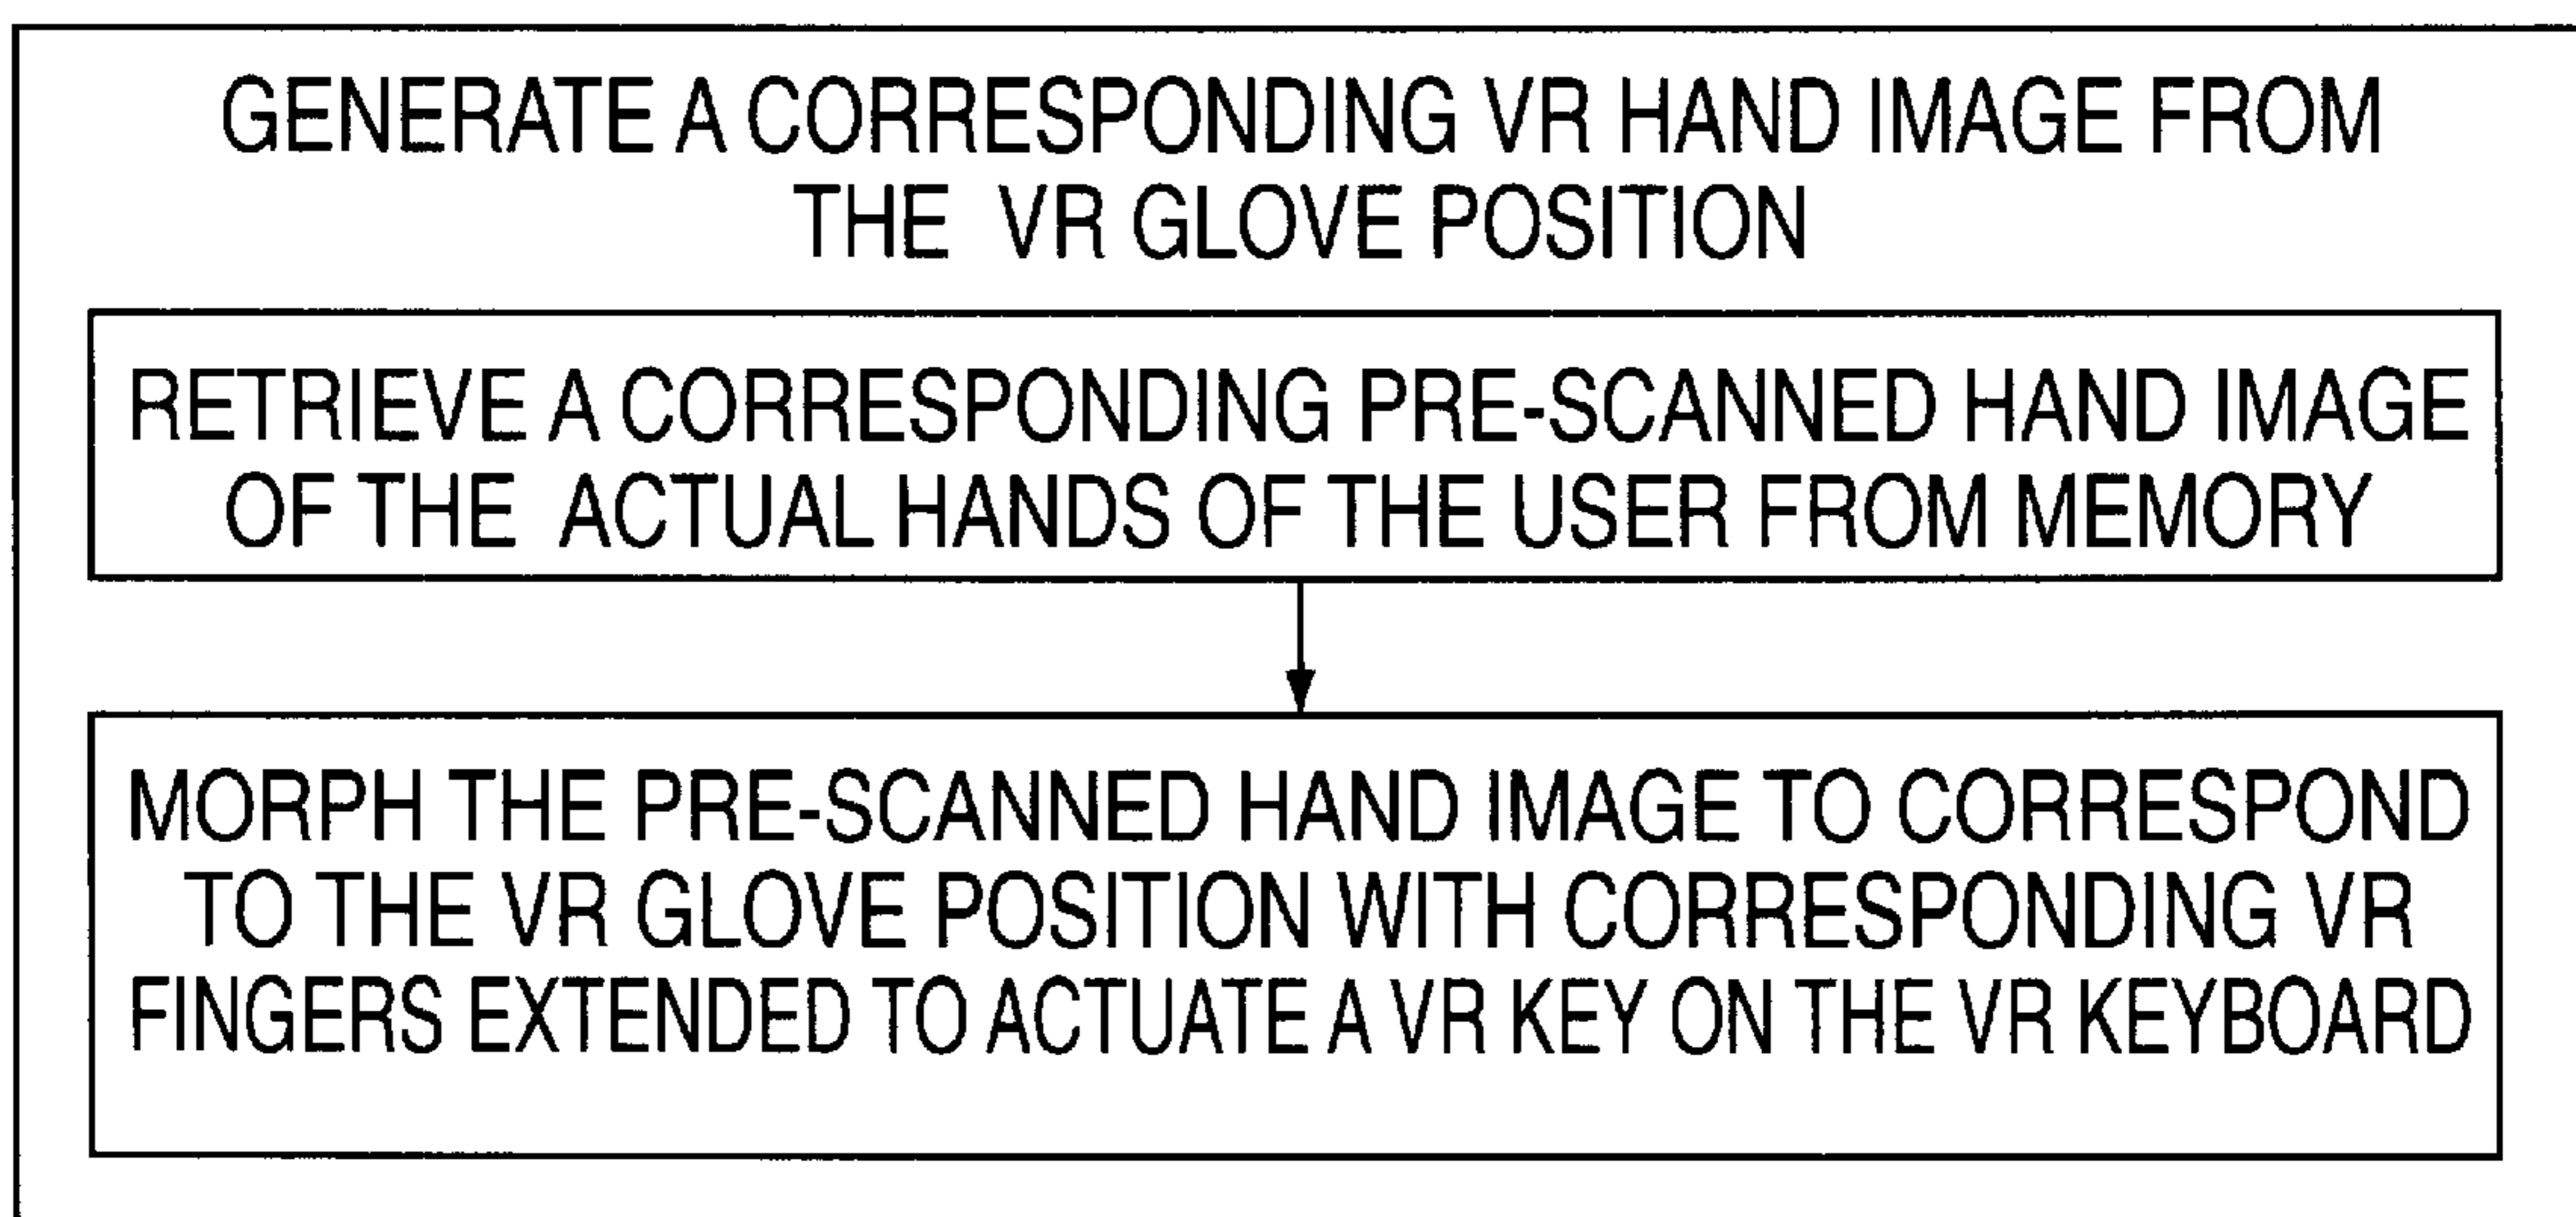 GENERATE A CORRESPONDING VR HAND IMAGE FROM
THE VR GLOVE POSITION
RETRIEVE A CORRESPONDING PRE-SCANNED HAND IMAGE
OF THE ACTUAL HANDS OF THE USER FROM MEMORY
MORPH THE PRE-SCANNED HAND IMAGE TO CORRESPOND
TO THE VR GLOVE POSITION WITH CORRESPONDING VR
FINGERS EXTENDED TO ACTUATE A VR KEY ON THE VR KEYBOARD